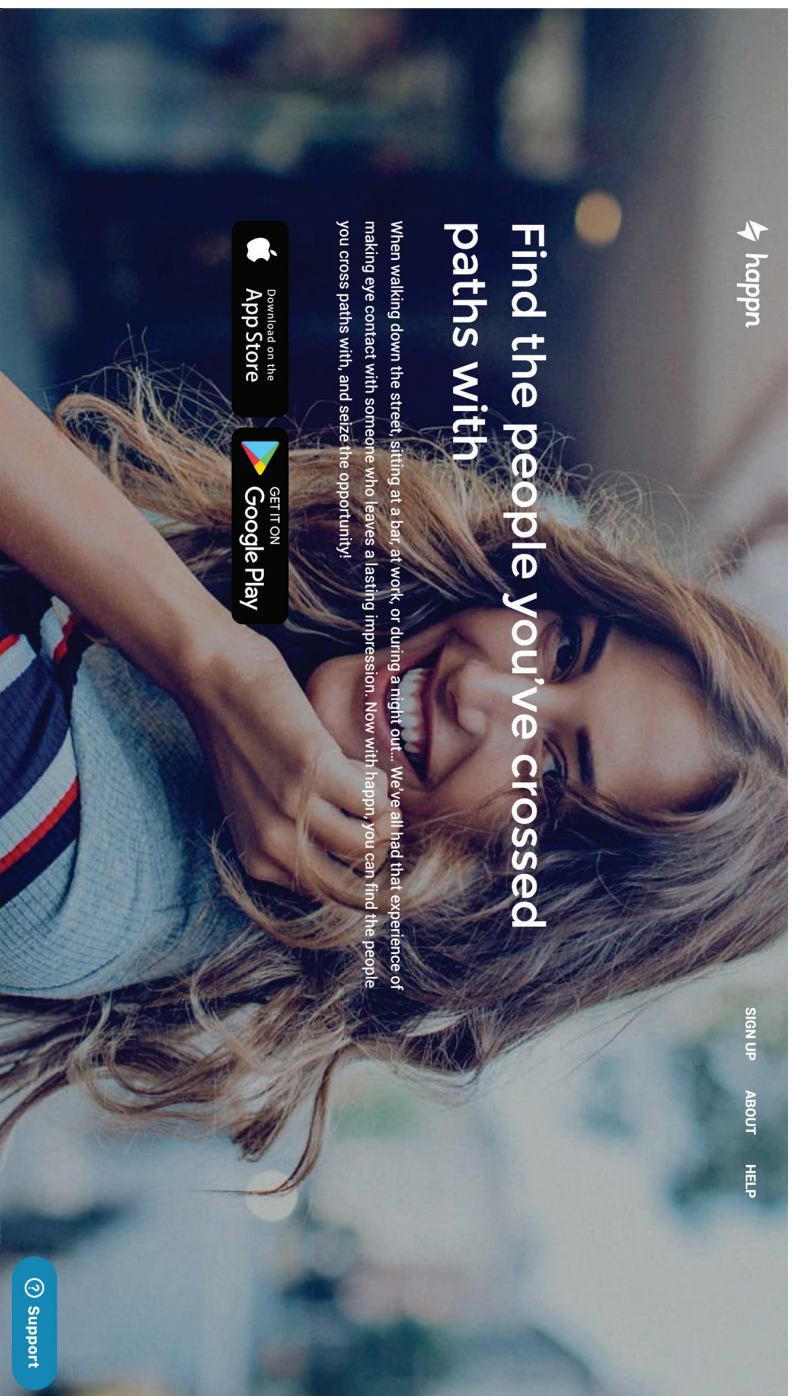 happn
SIGN UP ABOUT HELP
Find the people you've crossed
paths with
When walking down the street, sitting at a bar, at work, or during a night out... We've all had that experience of
making eye contact with someone who leaves a lasting impression. Now with happn, you can find the people
you cross paths with, and seize the opportunity!
Download on the
App Store
GET IT ON
Google Play
? Support